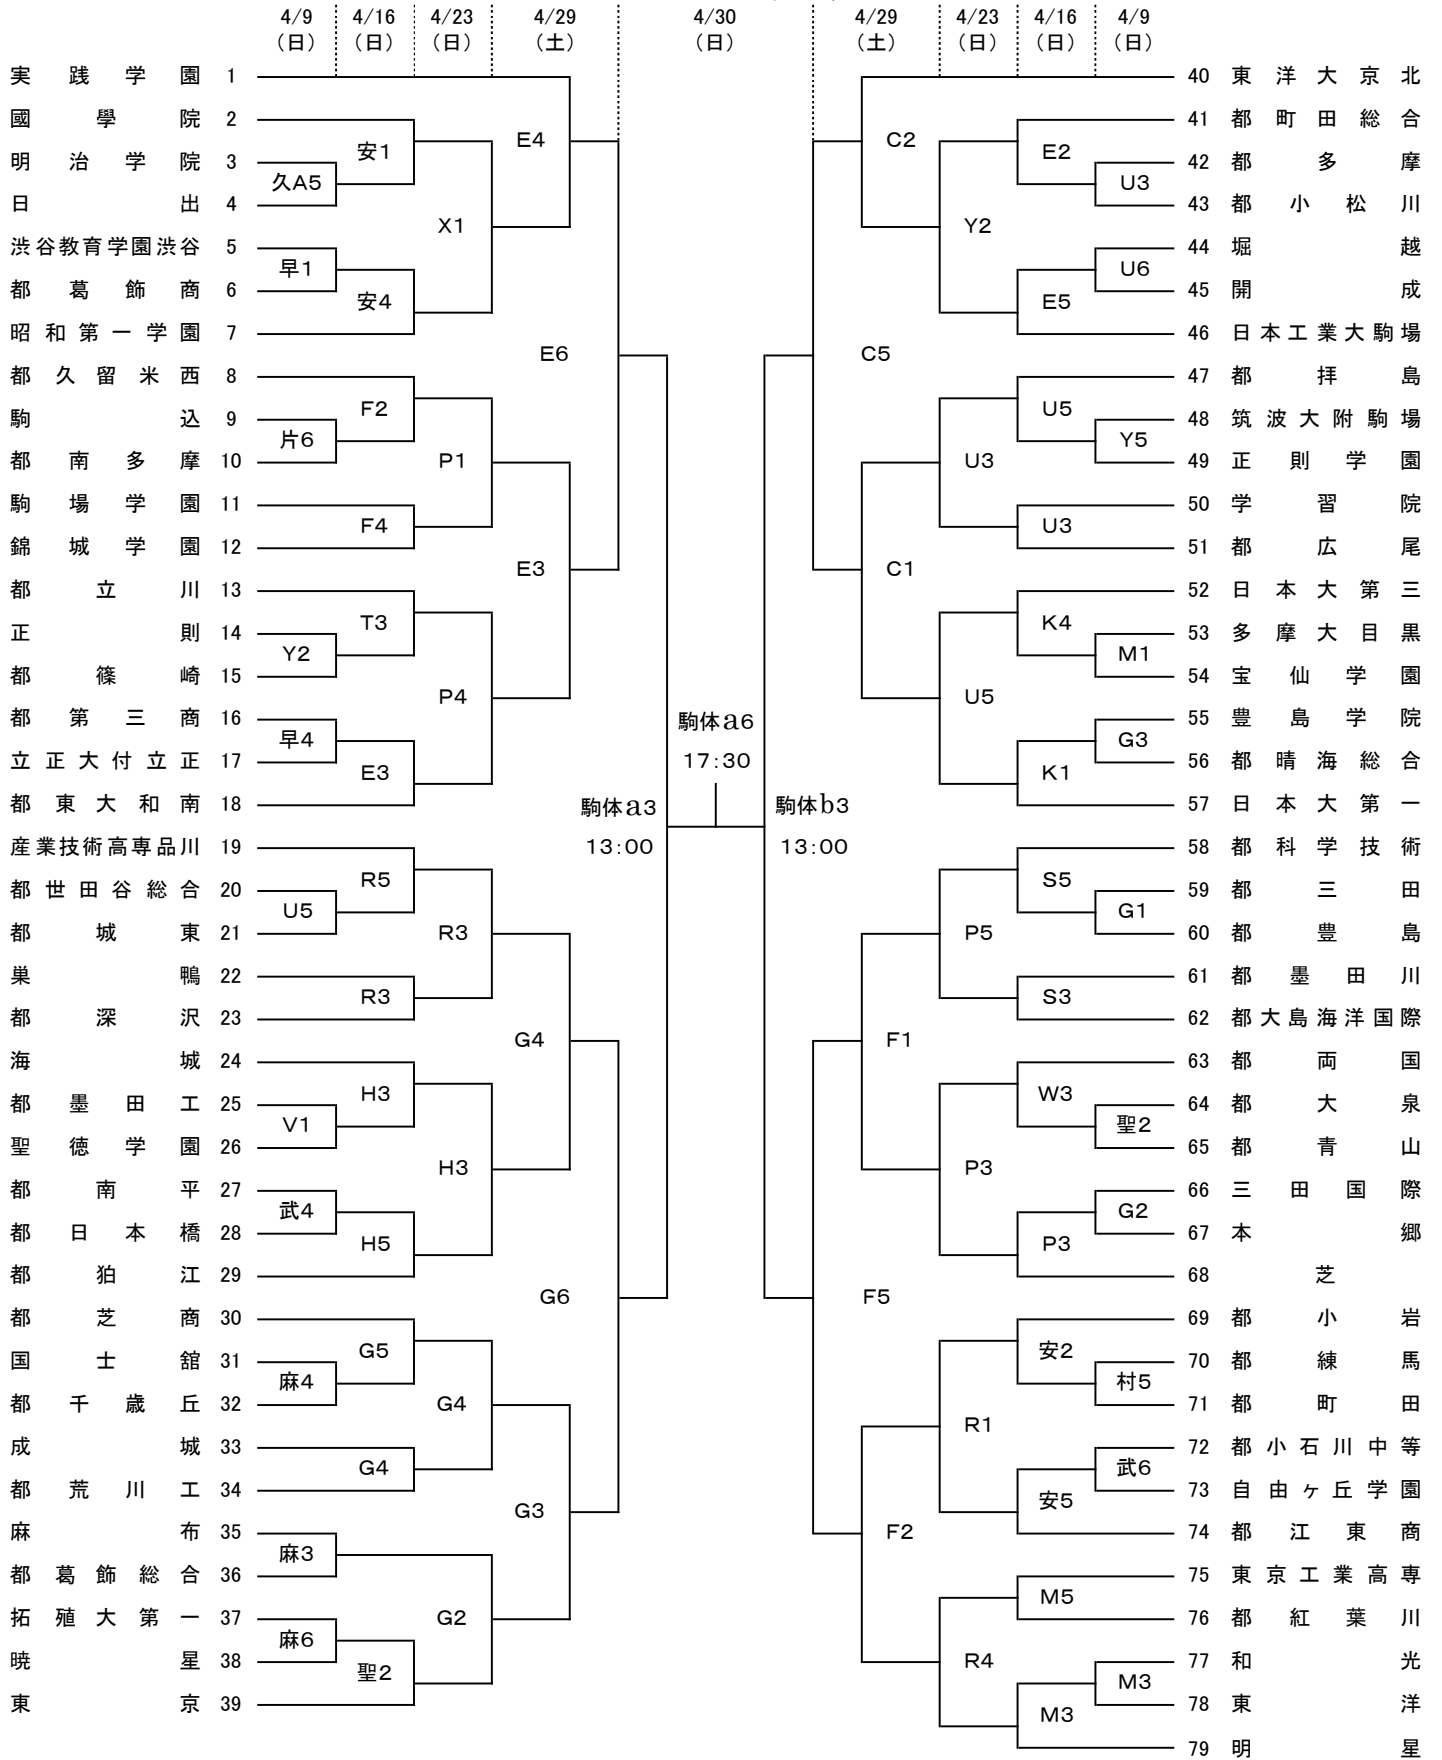 4/9 4/16 4/23 4/29 4/30 4/29 4/23 4/16 4/9
（日） （日） （日） （土） （日） （土） （日） （日） （日）
実践学園 1 40 東洋大京北
國學院 2 41 都町田総合
E4 C2
安1 E2
明治学院 3 42 都多摩
久A5 U3
日出 4 43 都小松川
X1 Y2
渋谷教育学園渋谷 5 44 堀越
早1 U6
都葛飾商 6 45 開成
安4 E5
昭和第一学園 7 46 日本工業大駒場
E6 C5
都久留米西 8 47 都拝島
F2 U5
駒込 9 48 筑波大附駒場
片6 Y5
都南多摩 10 49 正則学園
P1 U3
駒場学園 11 50 学習院
F4 U3
錦城学園 12 51 都広尾
E3 C1
都立川 13 52 日本大第三
T3 K4
正則 14 53 多摩大目黒
Y2 M1
都篠崎 15 54 宝仙学園
P4 U5
都第三商 16 55 豊島学院
駒体a6
早4 G3
立正大付立正 17 17:30 56 都晴海総合
E3 K1
都東大和南 18 駒体a3 駒体b3 57 日本大第一
産業技術高専品川 19 13:00 13:00 58 都科学技術
R5 S5
都世田谷総合 20 59 都三田
U5 G1
都城東 21 60 都豊島
R3 P5
巣鴨 22 61 都墨田川
R3 S3
都深沢 23 62 都大島海洋国際
G4 F1
海城 24 63 都両国
H3 W3
都墨田工 25 64 都大泉
V1 聖2
聖徳学園 26 65 都青山
H3 P3
都南平 27 66 三田国際
武4 G2
都日本橋 28 67 本郷
H5 P3
都狛江 29 68 芝
G6 F5
都芝商 30 69 都小岩
G5 安2
国士舘 31 70 都練馬
麻4 村5
都千歳丘 32 71 都町田
G4 R1
成城 33 72 都小石川中等
G4 武6
都荒川工 34 73 自由ヶ丘学園
G3 安5
麻布 35 74 都江東商
麻3 F2
都葛飾総合 36 75 東京工業高専
M5
拓殖大第一 37 G2 76 都紅葉川
麻6
暁星 38 R4 77 和光
聖2 M3
東京 39 78 東洋
M3
79 明星